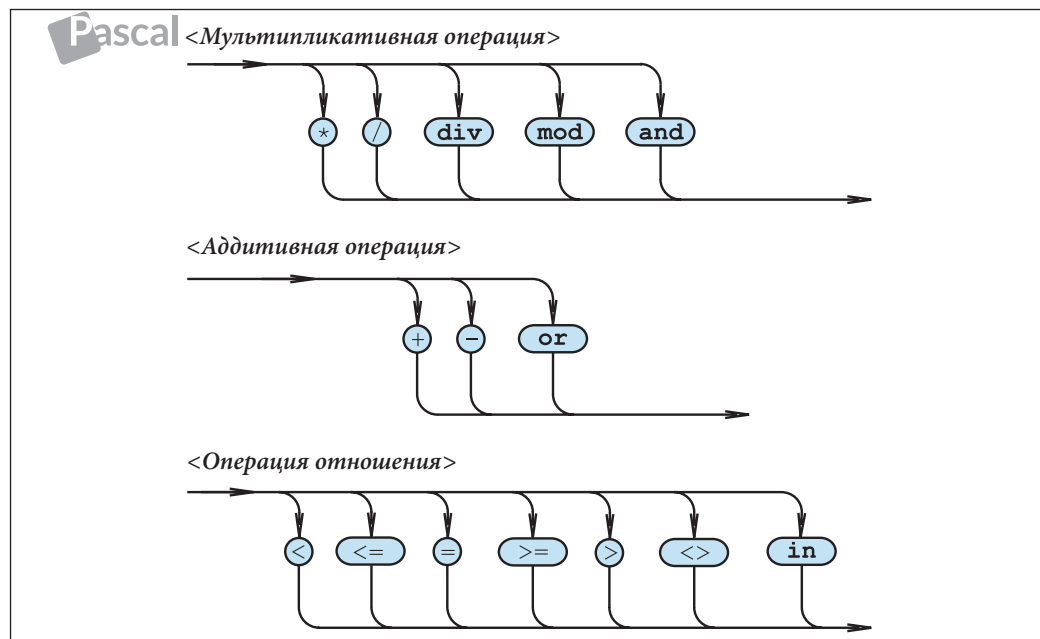 Pascal
<Мультипликативная операция>
* / div mod and
<Аддитивная операция>
+ - or
<Операция отношения>
< <= = >= > <> in